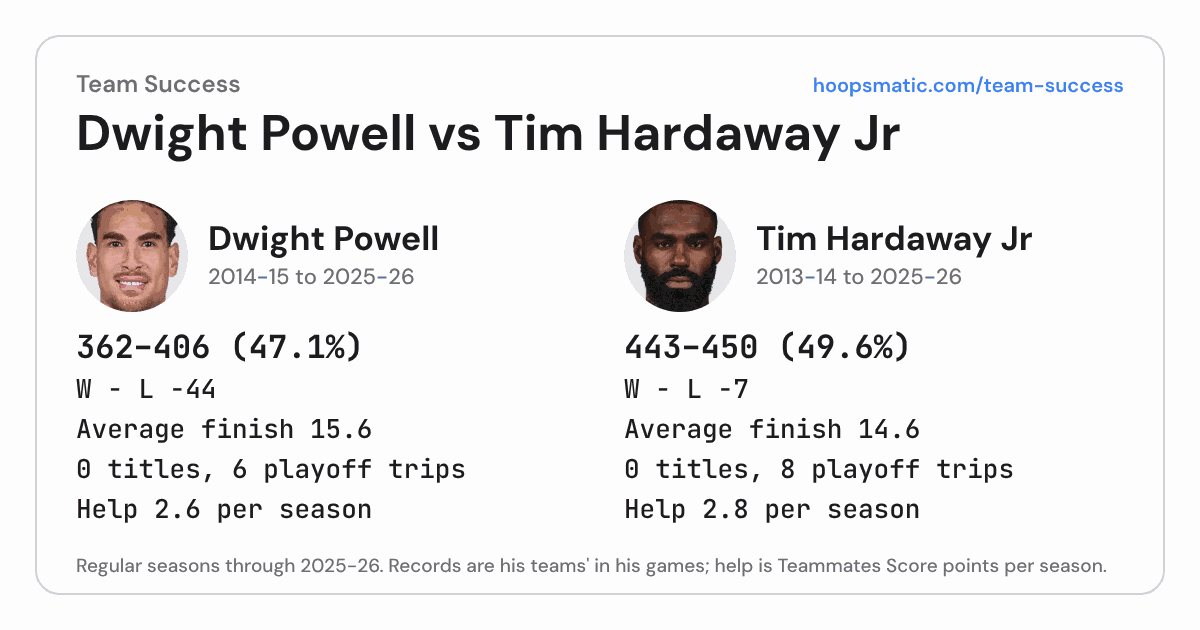 Team Success
hoopsmatic.com/team-success
Dwight Powell vs Tim Hardaway Jr
Dwight Powell
2014-15 to 2025-26
362-406 (47.1%)
W - L -44
Average finish 15.6
0 titles, 6 playoff trips
Help 2.6 per season
Tim Hardaway Jr
2013-14 to 2025-26
443-450 (49.6%)
W - L -7
Average finish 14.6
0 titles, 8 playoff trips
Help 2.8 per season
Regular seasons through 2025-26. Records are his teams' in his games; help is Teammates Score points per season.